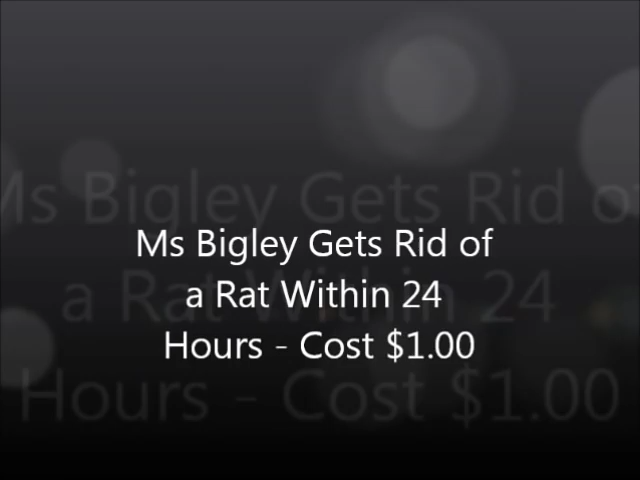 Ms Bigley Gets Rid of
a Rat Within 24
Hours - Cost $1.00